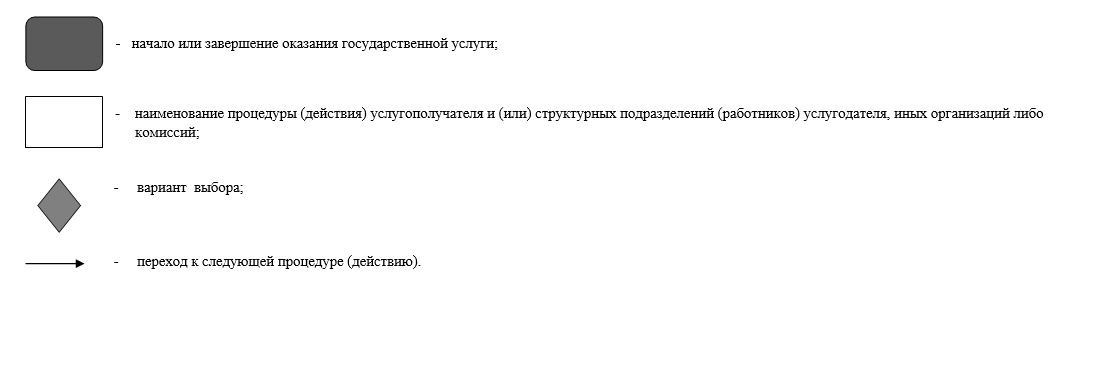 - начало или завершение оказания государственной услуги;
- наименование процедуры (действия) услугополучателя и (или) структурных подразделений (работников) услугодателя, иных организаций либо
комиссий;
- вариант выбора;
- переход к следующей процедуре (действию).